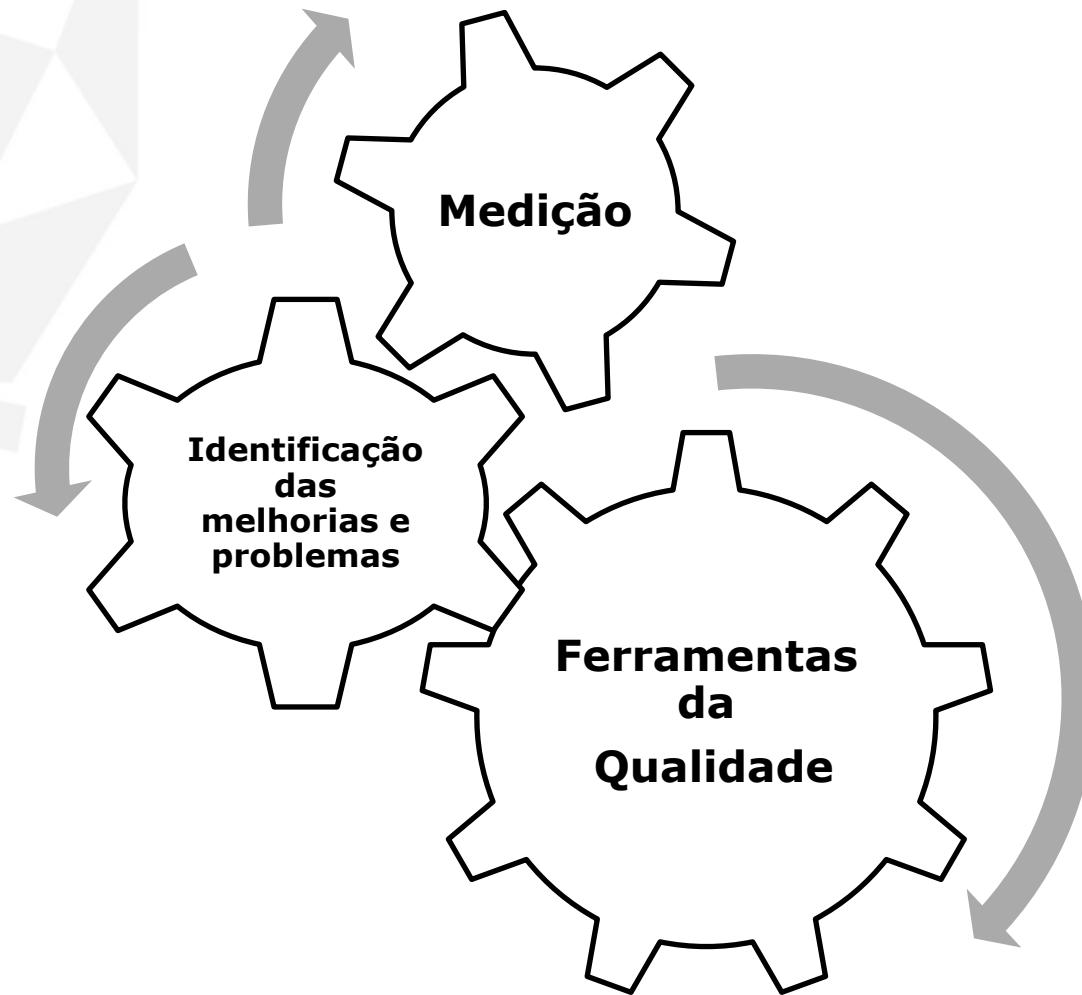 Medição
Identificação
das
melhorias e
problemas
Ferramentas
da
Qualidade